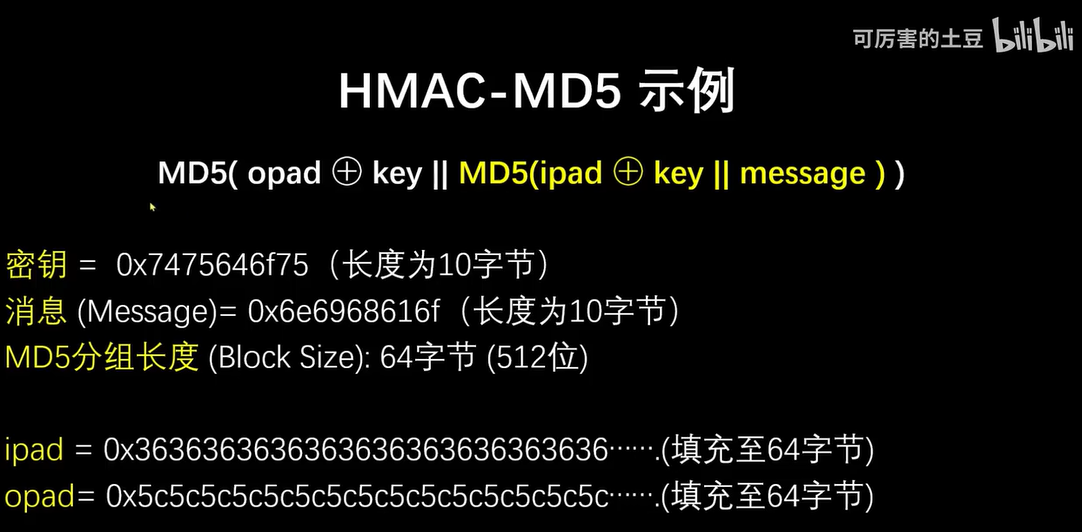 可厉害的土豆 bilibili
HMAC-MD5 示例
MD5( opad ⊕ key || MD5(ipad ⊕ key || message ) )
密钥 = 0x7475646f75（长度为10字节）
消息 (Message)= 0x6e6968616f（长度为10字节）
MD5分组长度 (Block Size): 64字节 (512位)
ipad = 0x36363636363636363636363636363636…….(填充至64字节)
opad= 0x5c5c5c5c5c5c5c5c5c5c5c5c5c5c5c5c…….(填充至64字节)